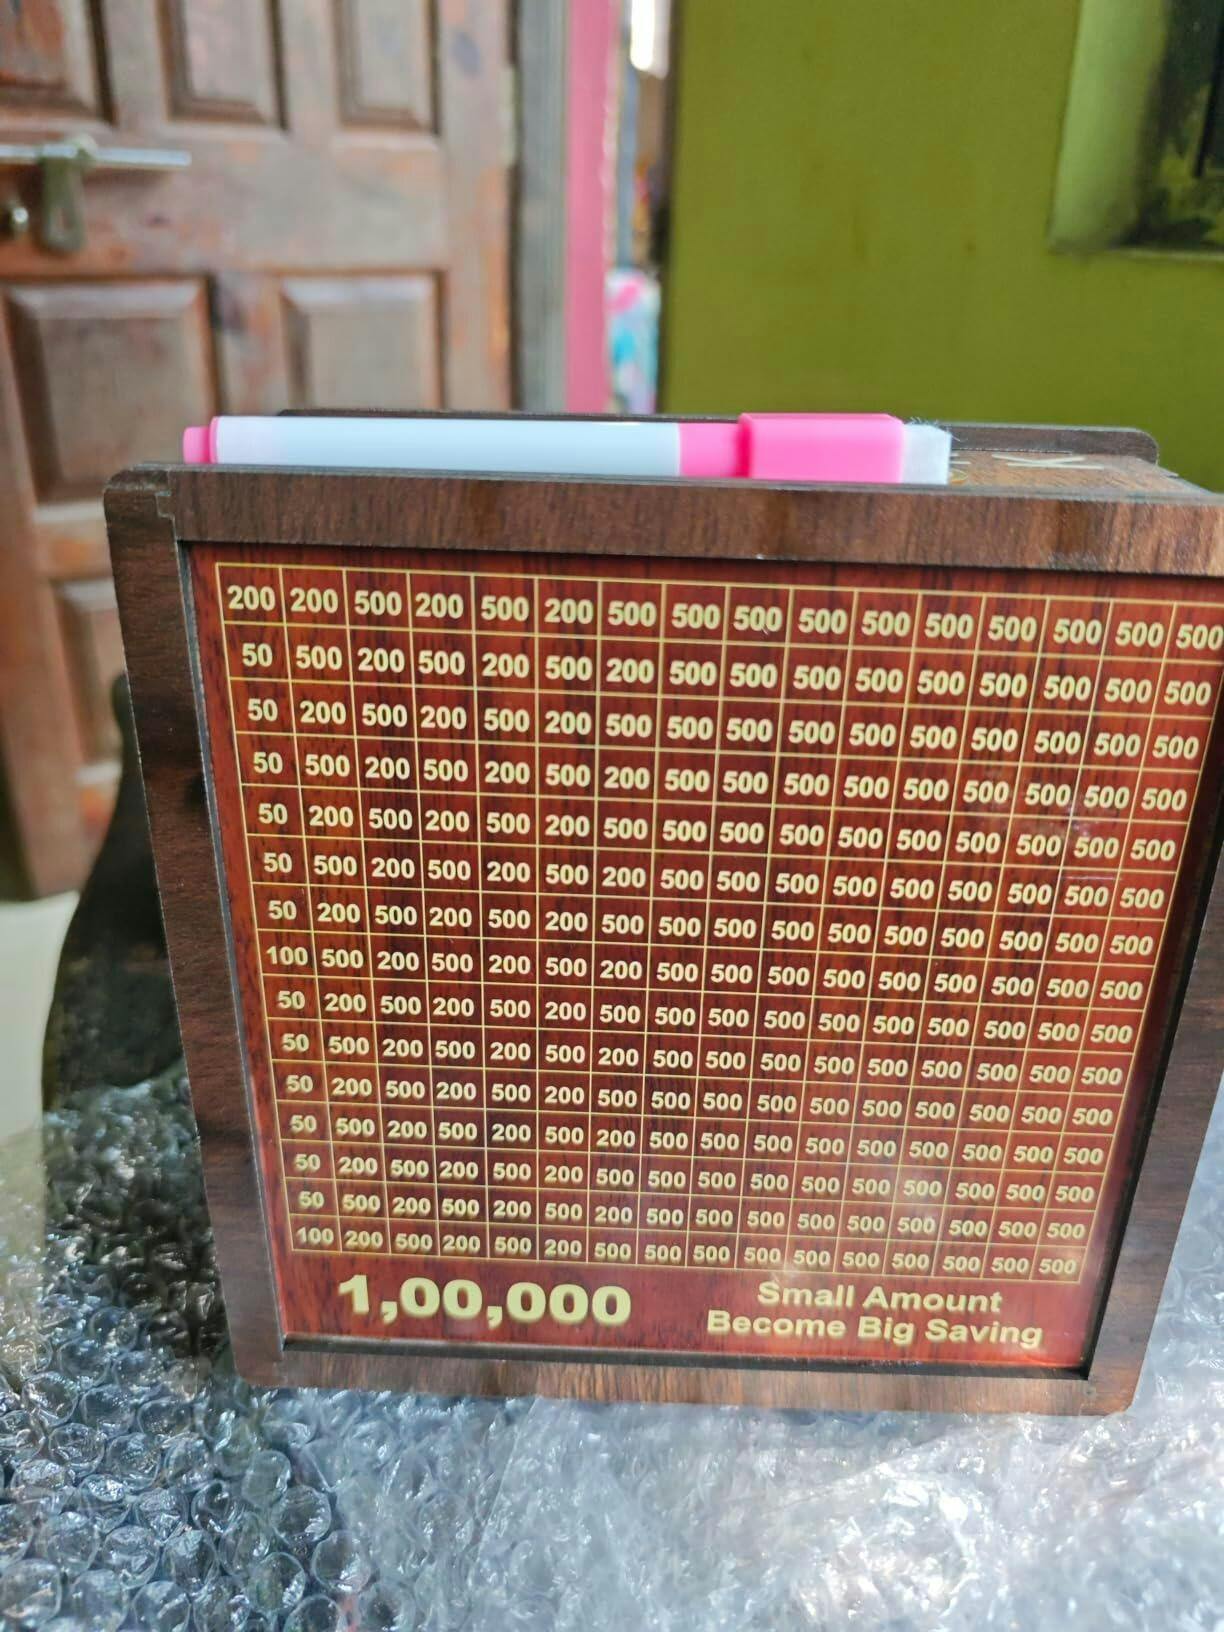 K
200 200 500 200 500 200 500 500 500 500 500 500 500 500 500 500
50 500 200 500 200 500 200 500 500 500 500 500 500 500 500 500
50 200 500 200 500 200 500 500 500 500 500 500 500 500 500 500
50 500 200 500 200 500 200 500 500 500 500 500 500 500 500 500
50 200 500 200 500 200 500 500 500 500 500 500 500 500 500 500
50 500 200 500 200 500 200 500 500 500 500 500 500 500 500 500
50 200 500 200 500 200 500 500 500 500 500 500 500 500 500 500
100 500 200 500 200 500 200 500 500 500 500 500 500 500 500 500
50 200 500 200 500 200 500 500 500 500 500 500 500 500 500 500
50 500 200 500 200 500 200 500 500 500 500 500 500 500 500 500
50 200 500 200 500 200 500 500 500 500 500 500 500 500 500 500
50 500 200 500 200 500 200 500 500 500 500 500 500 500 500 500
50 200 500 200 500 200 500 500 500 500 500 500 500 500 500 500
50 500 200 500 200 500 200 500 500 500 500 500 500 500 500 500
100 200 500 200 500 200 500 500 500 500 500 500 500 500 500 500
1,00,000
Small Amount
Become Big Saving